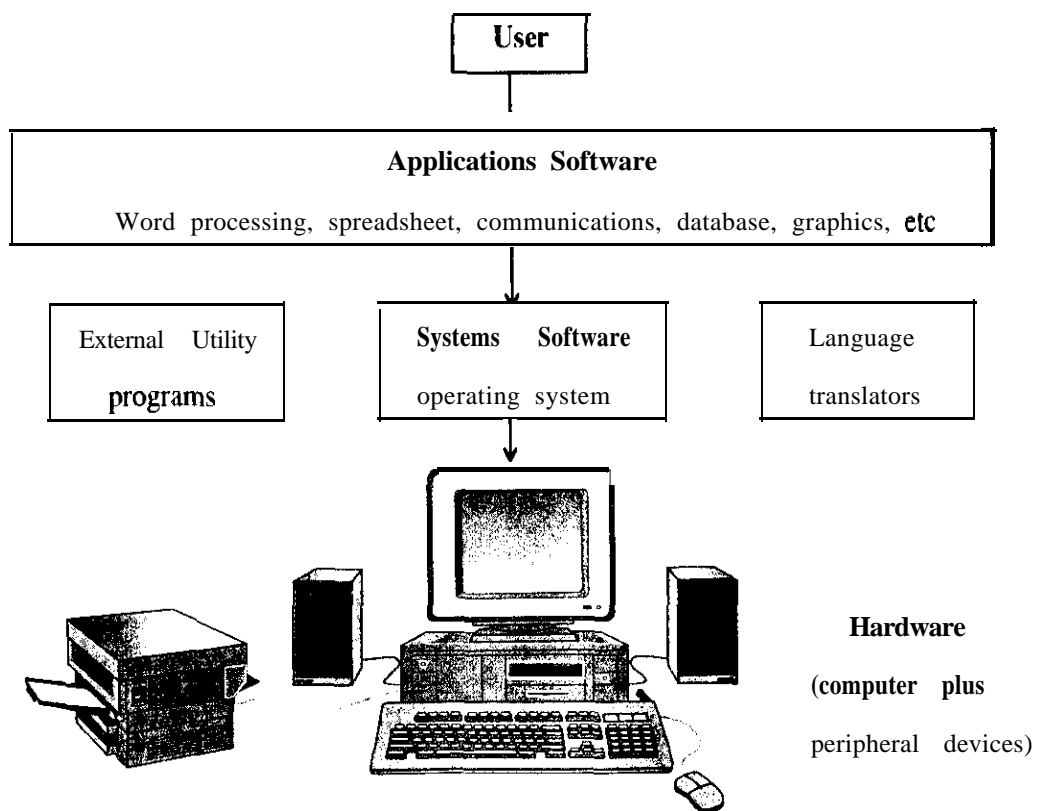 User
Applications Software
Word processing, spreadsheet, communications, database, graphics, etc
External Utility
programs
Systems Software
operating system
Language
translators
Hardware
(computer plus
peripheral devices)